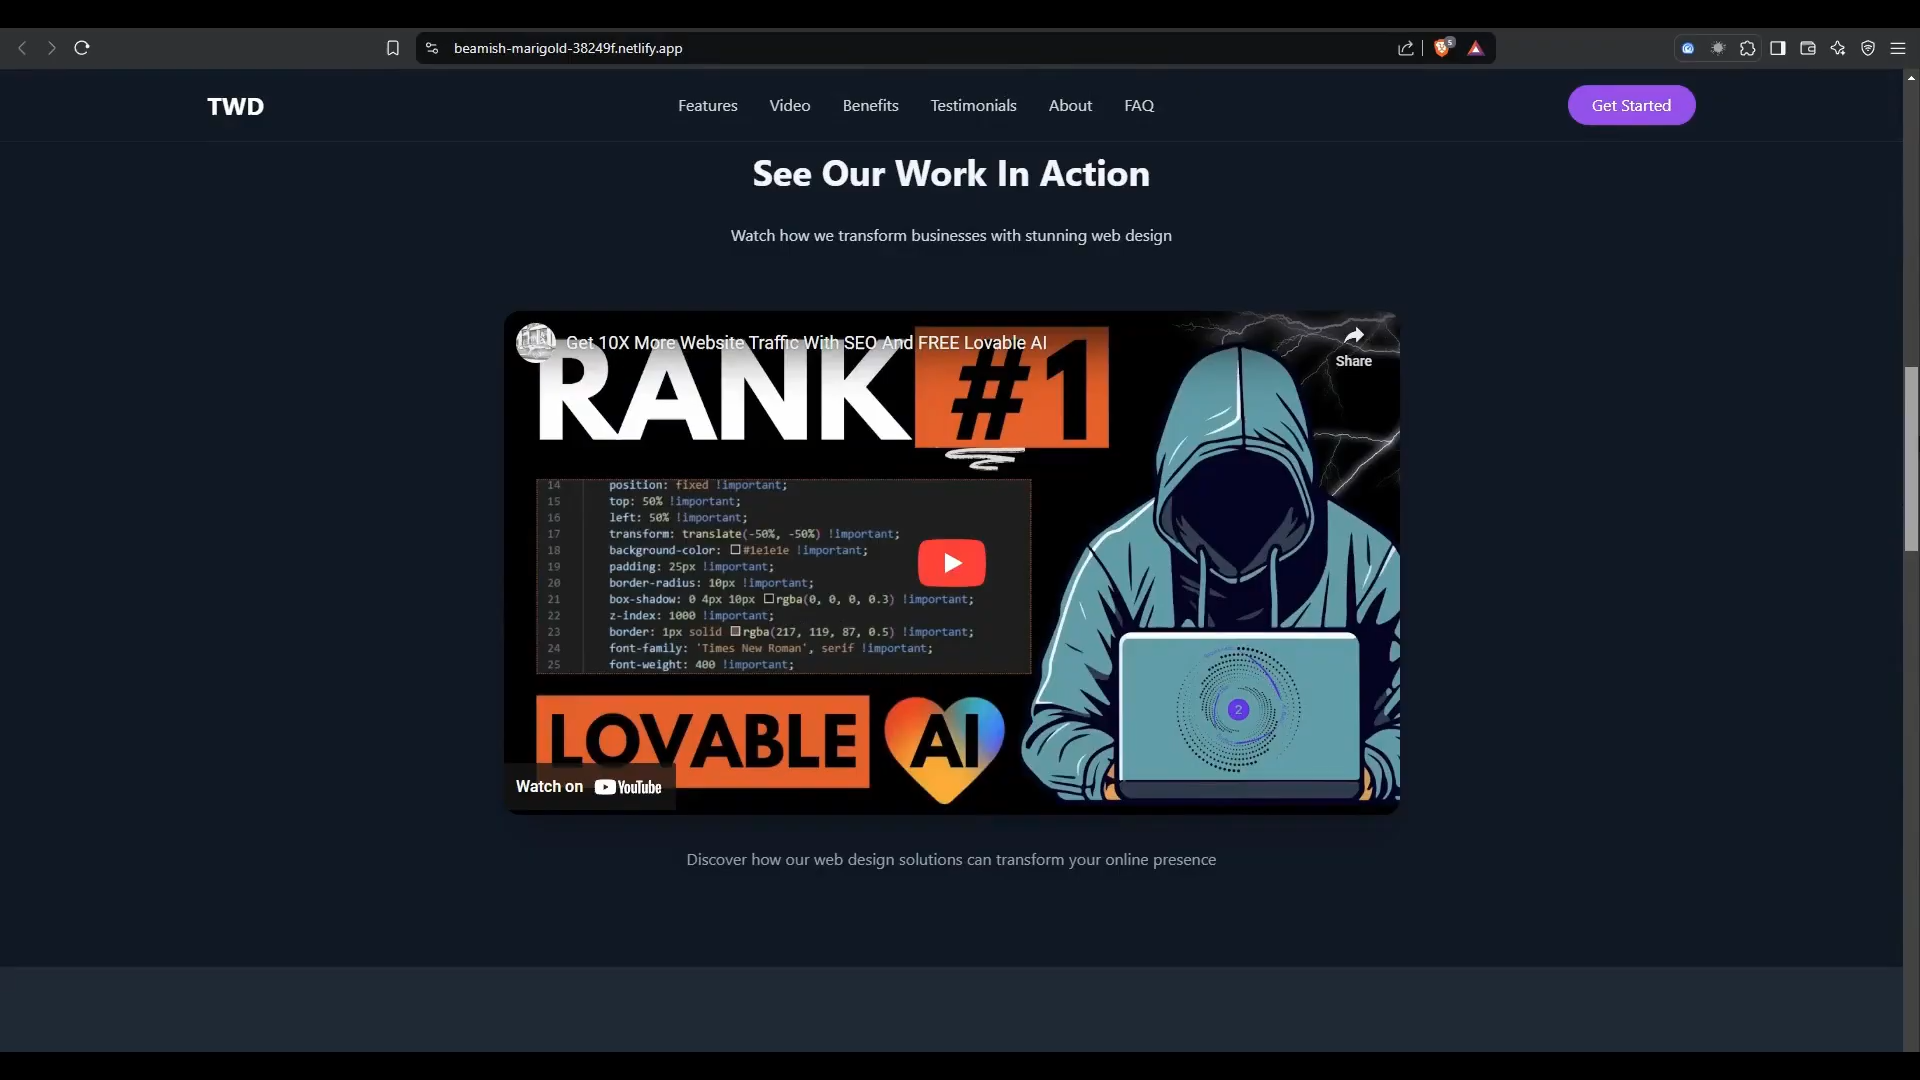 beamish-marigold-38249f.netlify.app
5
TWD
Features
Video
Benefits
Testimonials
About
FAQ
Get Started
See Our Work In Action
Watch how we transform businesses with stunning web design
Get 10X More Website Traffic With SEO And FREE Lovable AI
Share
RANK #1
14 position: fixed !important;
15 top: 50% !important;
16 left: 50% !important;
17 transform: translate(-50%, -50%) !important;
18 background-color: #1e1e1e !important;
19 padding: 25px !important;
20 border-radius: 10px !important;
21 box-shadow: 0 4px 10px rgba(0, 0, 0, 0.3) !important;
22 z-index: 1000 !important;
23 border: 1px solid rgba(217, 119, 87, 0.5) !important;
24 font-family: 'Times New Roman', serif !important;
25 font-weight: 400 !important;
2
LOVABLE AI
Watch on YouTube
Discover how our web design solutions can transform your online presence